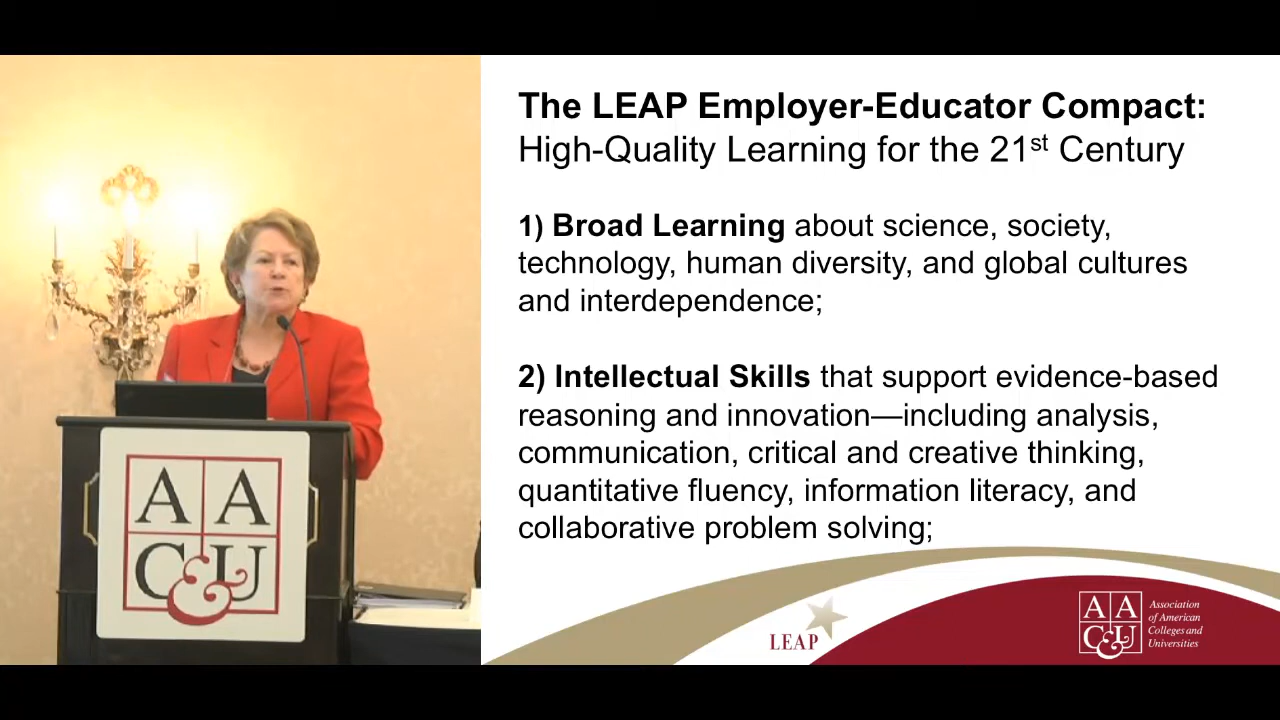 The LEAP Employer-Educator Compact:
High-Quality Learning for the 21st Century
1) Broad Learning about science, society,
technology, human diversity, and global cultures
and interdependence;
2) Intellectual Skills that support evidence-based
reasoning and innovation—including analysis,
communication, critical and creative thinking,
quantitative fluency, information literacy, and
collaborative problem solving;
LEAP
AA
C&U
Association
of American
Colleges and
Universities
AA
C&U